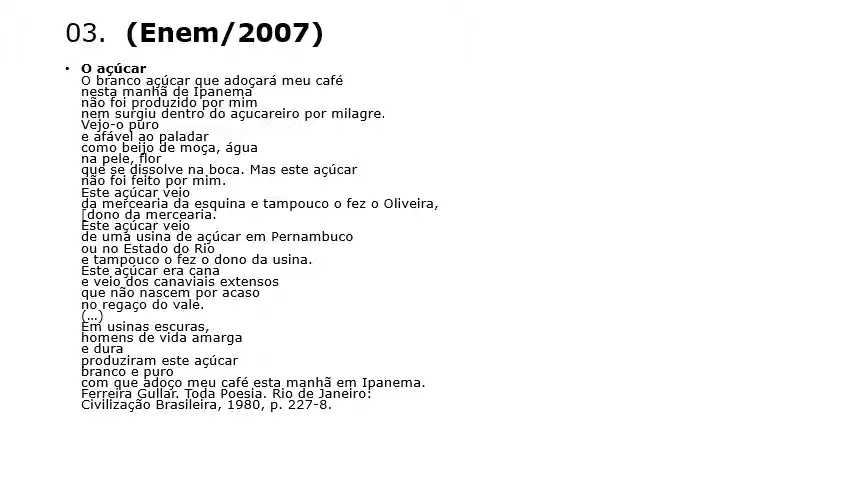 03. (Enem/2007)
• O açúcar
O branco açúcar que adoçará meu café
nesta manhã de Ipanema
não foi produzido por mim
nem surgiu dentro do açucareiro por milagre.
Vejo-o puro
e afável ao paladar
como beijo de moça, água
na pele, flor
que se dissolve na boca. Mas este açúcar
não foi feito por mim.
Este açúcar veio
da mercearia da esquina e tampouco o fez o Oliveira,
[dono da mercearia.
Este açúcar veio
de uma usina de açúcar em Pernambuco
ou no Estado do Rio
e tampouco o fez o dono da usina.
Este açúcar era cana
e veio dos canaviais extensos
que não nascem por acaso
no regaço do vale.
(...)
Em usinas escuras,
homens de vida amarga
e dura
produziram este açúcar
branco e puro
com que adoço meu café esta manhã em Ipanema.
Ferreira Gullar. Toda Poesia. Rio de Janeiro:
Civilização Brasileira, 1980, p. 227-8.